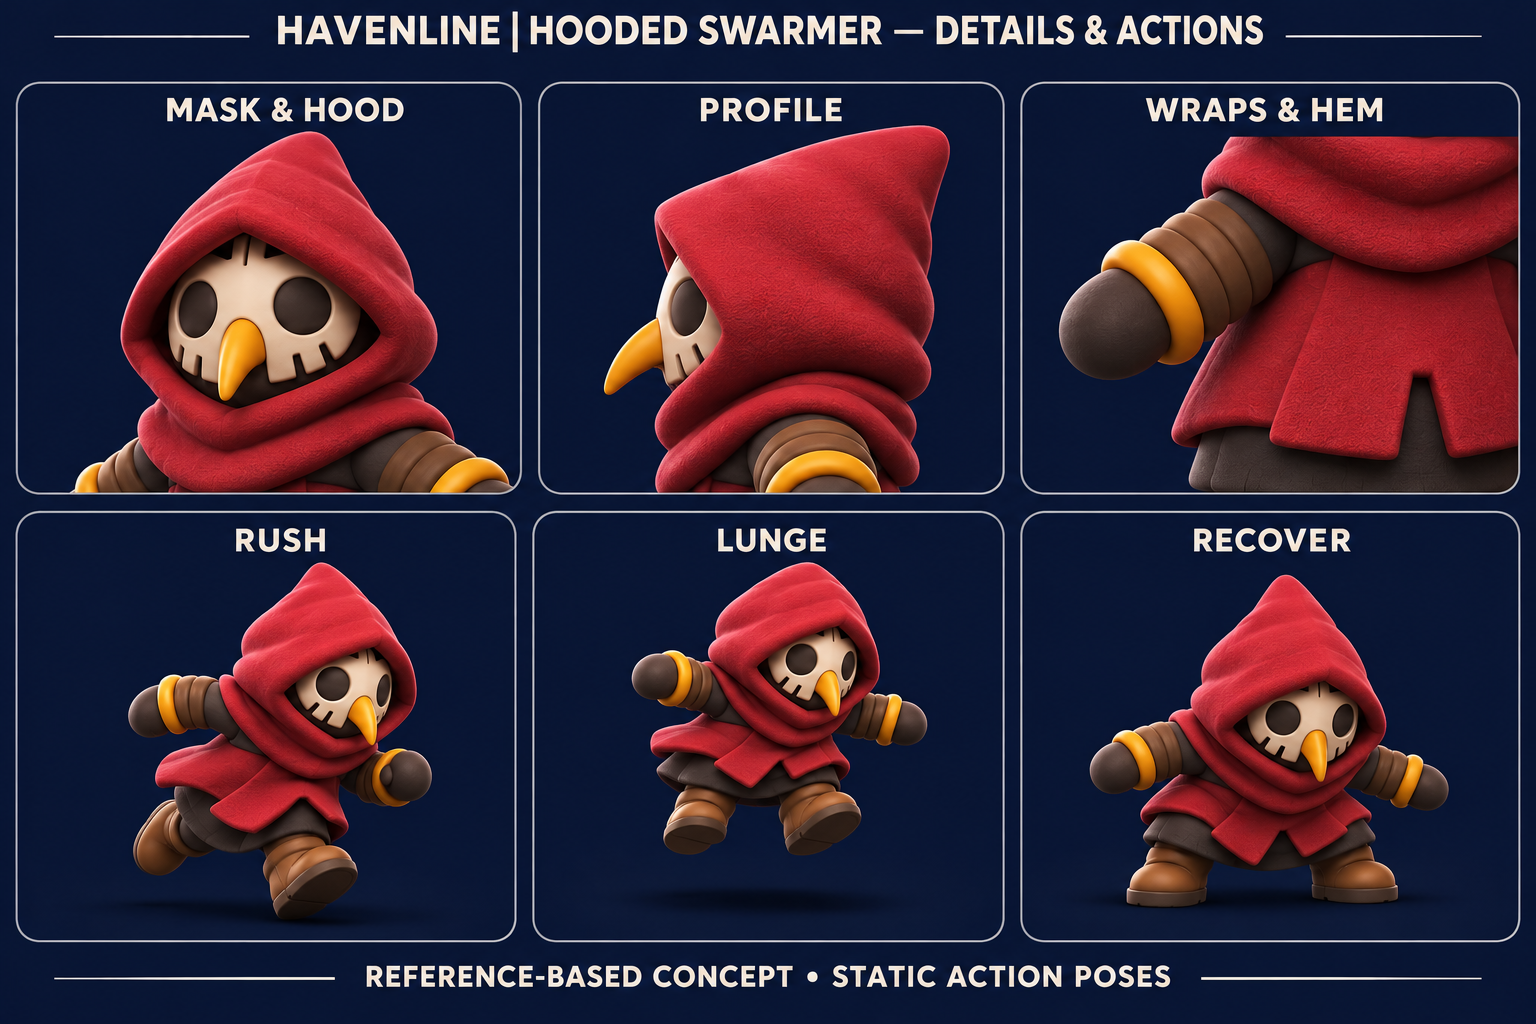 HAVENLINE | HOODED SWARMER — DETAILS & ACTIONS
MASK & HOOD
PROFILE
WRAPS & HEM
RUSH
LUNGE
RECOVER
REFERENCE-BASED CONCEPT • STATIC ACTION POSES